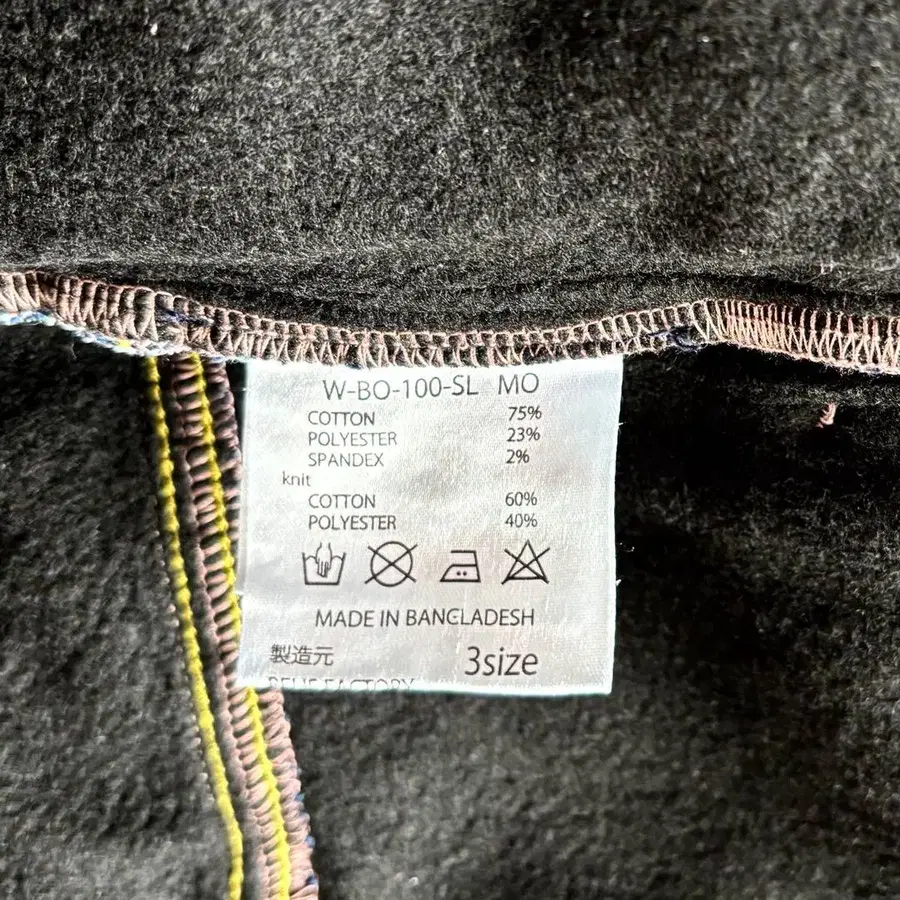 W-BO-100-SL MO
COTTON 75%
POLYESTER 23%
SPANDEX 2%
knit
COTTON 60%
POLYESTER 40%
MADE IN BANGLADESH
製造元 3size
FACTORY